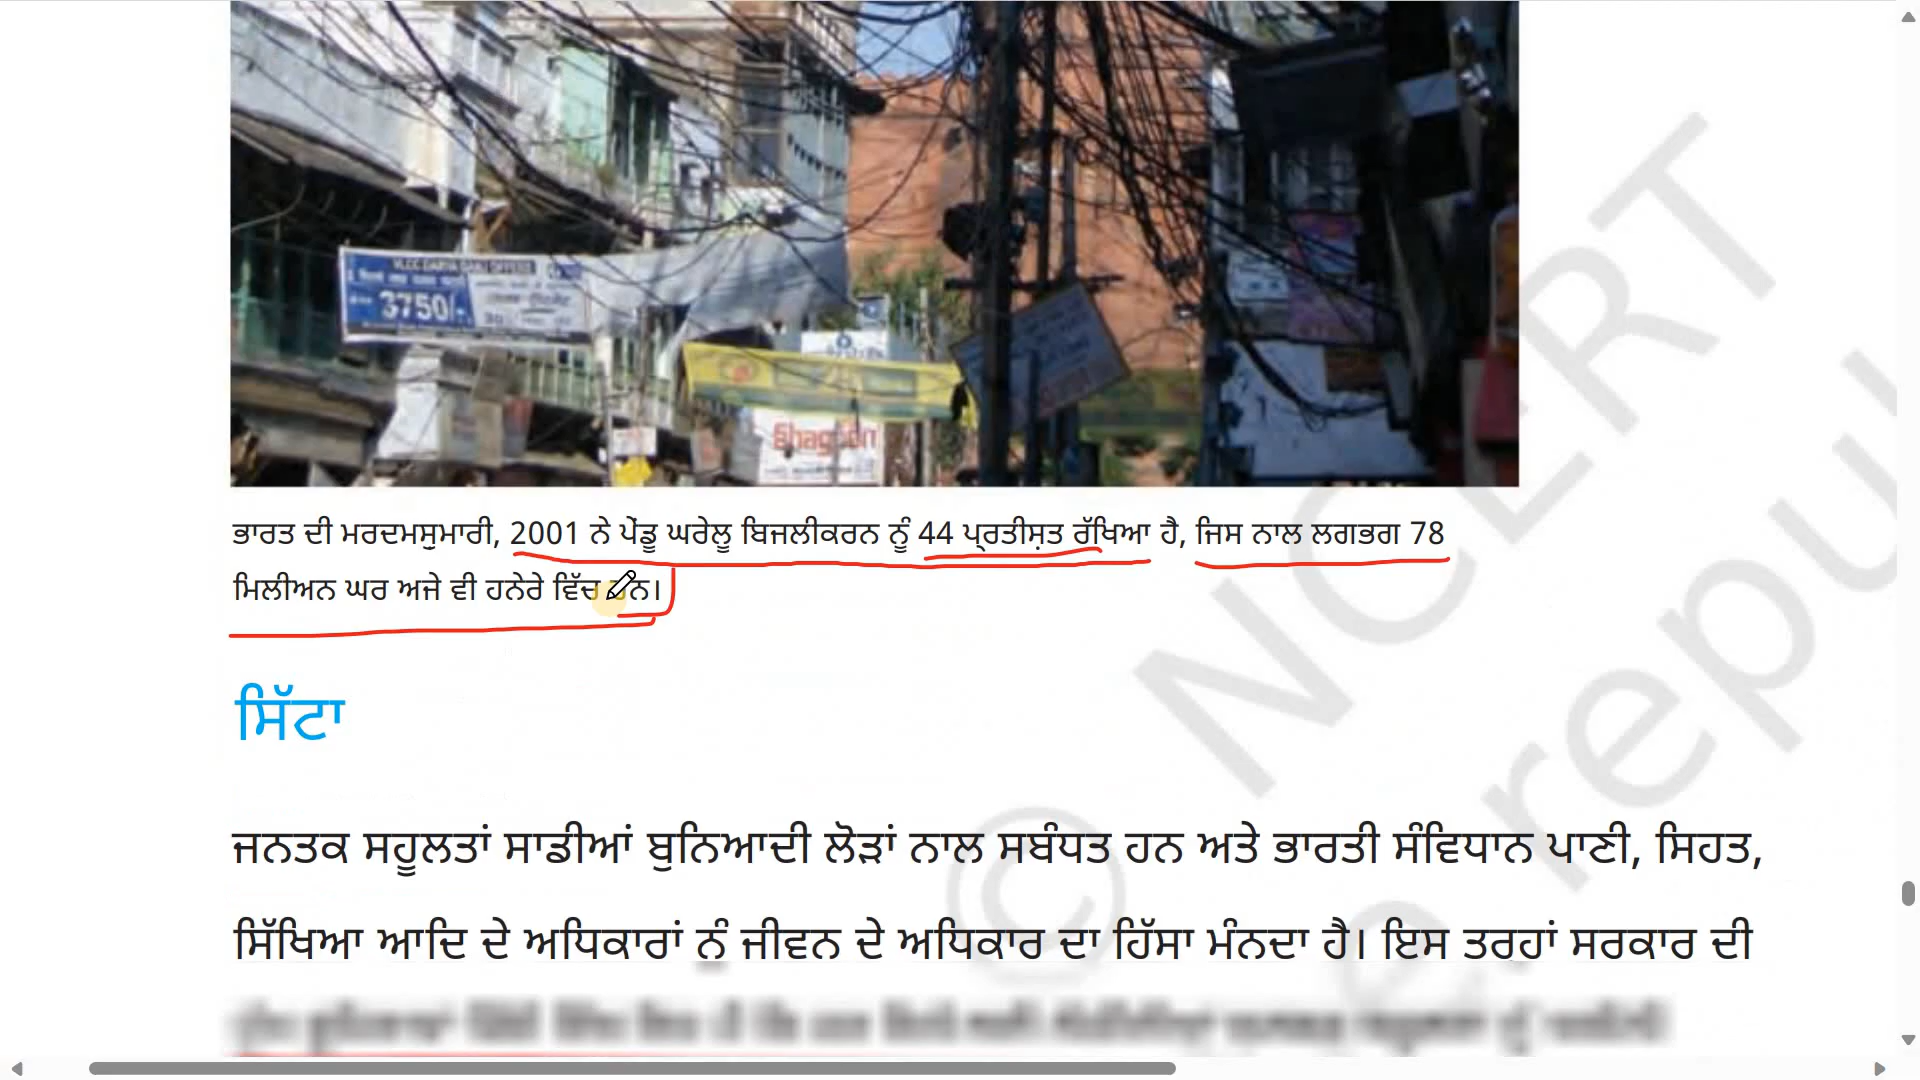 3750/-
ਭਾਰਤ ਦੀ ਮਰਦਮਸੁਮਾਰੀ, 2001 ਨੇ ਪੇਂਡੂ ਘਰੇਲੂ ਬਿਜਲੀਕਰਨ ਨੂੰ 44 ਪ੍ਰਤੀਸ਼ਤ ਰੱਖਿਆ ਹੈ, ਜਿਸ ਨਾਲ ਲਗਭਗ 78
ਮਿਲੀਅਨ ਘਰ ਅਜੇ ਵੀ ਹਨੇਰੇ ਵਿੱਚ ਹਨ।
ਸਿੱਟਾ
ਜਨਤਕ ਸਹੂਲਤਾਂ ਸਾਡੀਆਂ ਬੁਨਿਆਦੀ ਲੋੜਾਂ ਨਾਲ ਸਬੰਧਤ ਹਨ ਅਤੇ ਭਾਰਤੀ ਸੰਵਿਧਾਨ ਪਾਣੀ, ਸਿਹਤ,
ਸਿੱਖਿਆ ਆਦਿ ਦੇ ਅਧਿਕਾਰਾਂ ਨੂੰ ਜੀਵਨ ਦੇ ਅਧਿਕਾਰ ਦਾ ਹਿੱਸਾ ਮੰਨਦਾ ਹੈ। ਇਸ ਤਰ੍ਹਾਂ ਸਰਕਾਰ ਦੀ
© NCERT